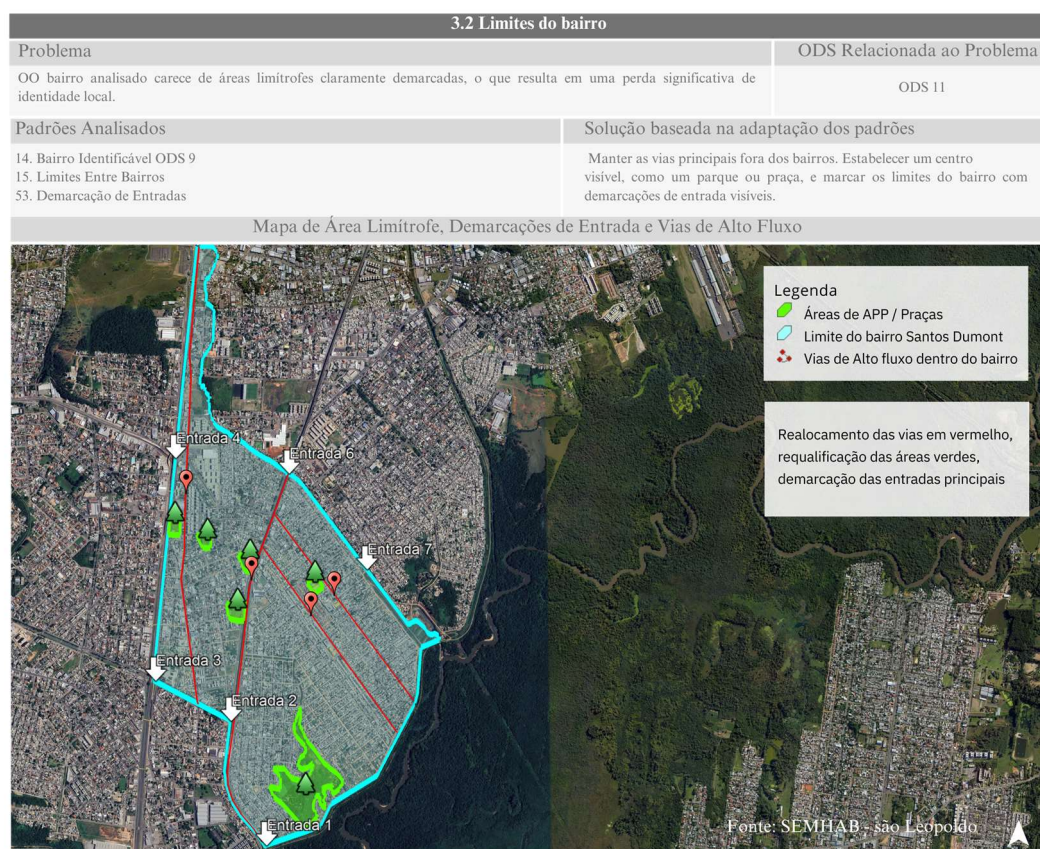 3.2 Limites do bairro
Problema
ODS Relacionada ao Problema
OO bairro analisado carece de áreas limítrofes claramente demarcadas, o que resulta em uma perda significativa de
identidade local.
ODS 11
Padrões Analisados
Solução baseada na adaptação dos padrões
14. Bairro Identificável ODS 9
15. Limites Entre Bairros
53. Demarcação de Entradas
Manter as vias principais fora dos bairros. Estabelecer um centro
visível, como um parque ou praça, e marcar os limites do bairro com
demarcações de entrada visíveis.
Mapa de Área Limítrofe, Demarcações de Entrada e Vias de Alto Fluxo
Legenda
Áreas de APP / Praças
Limite do bairro Santos Dumont
Vias de Alto fluxo dentro do bairro
Realocamento das vias em vermelho,
requalificação das áreas verdes,
demarcação das entradas principais
Entrada 4
Entrada 6
Entrada 7
Entrada 3
Entrada 2
Entrada 1
Fonte: SEMHAB - são Leopoldo